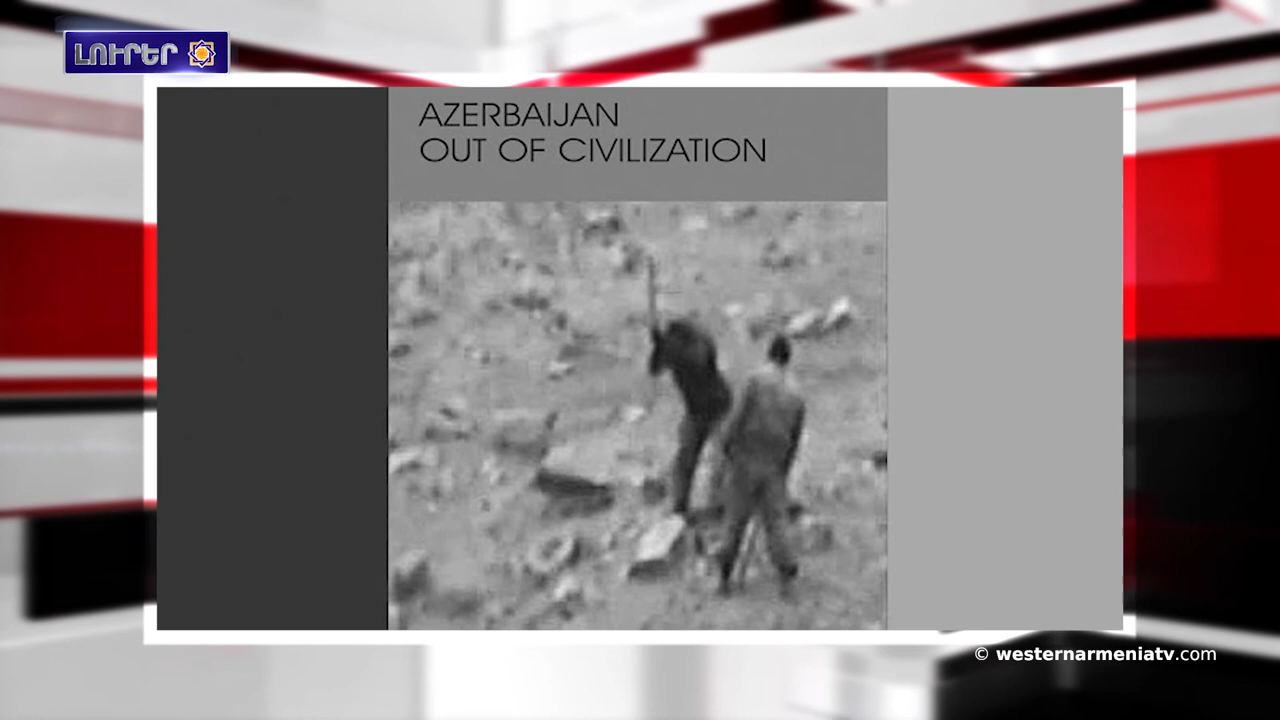 ԼՈՒՐԵՐ
AZERBAIJAN
OUT OF CIVILIZATION
© westernarmeniatv.com